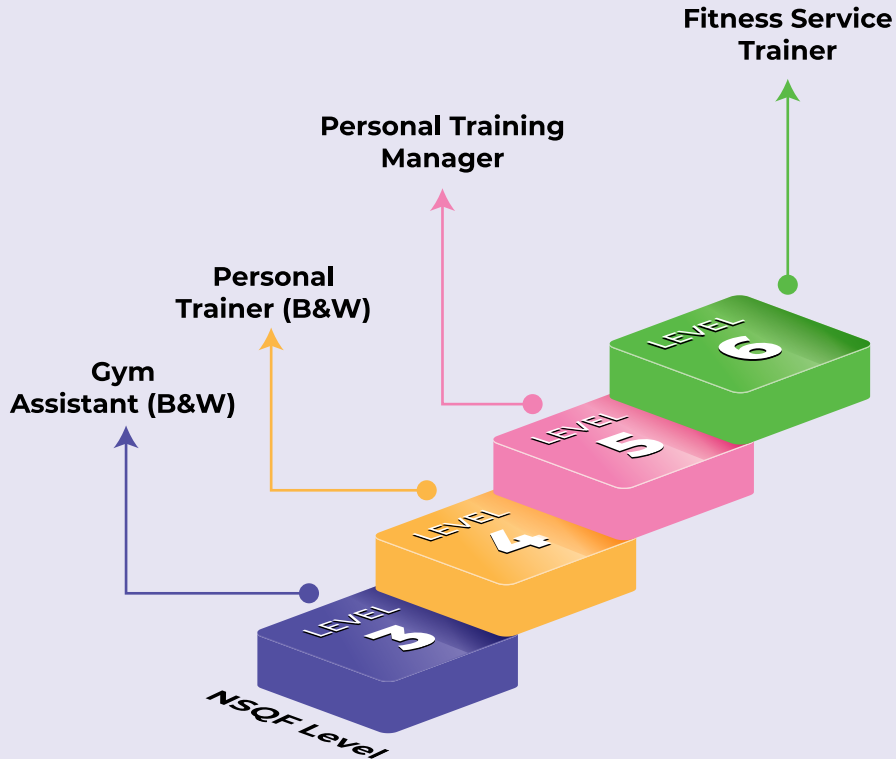 Fitness Service
Trainer
Personal Training
Manager
Personal
Trainer (B&W)
Gym
Assistant (B&W)
LEVEL
6
LEVEL
5
LEVEL
4
LEVEL
3
NSQF Level